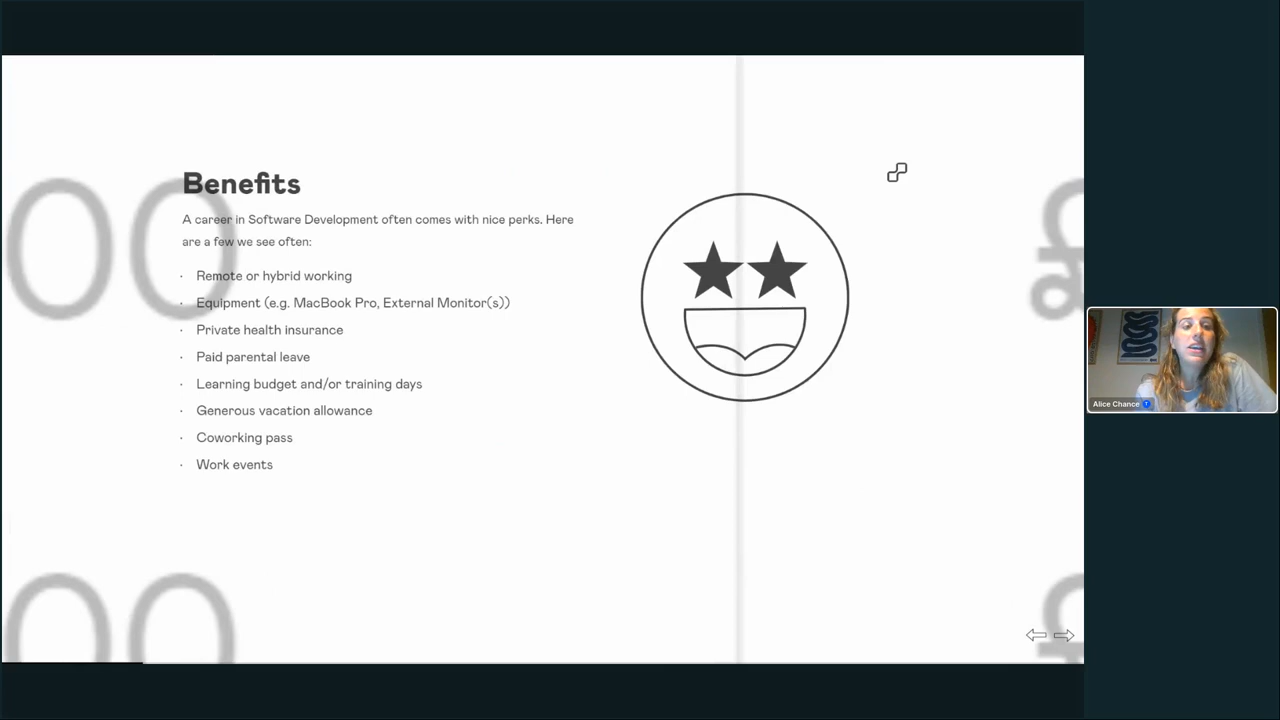 Benefits
A career in Software Development often comes with nice perks. Here
are a few we see often:
· Remote or hybrid working
· Equipment (e.g. MacBook Pro, External Monitor(s))
· Private health insurance
· Paid parental leave
· Learning budget and/or training days
· Generous vacation allowance
· Coworking pass
· Work events
00
00
Alice Chance